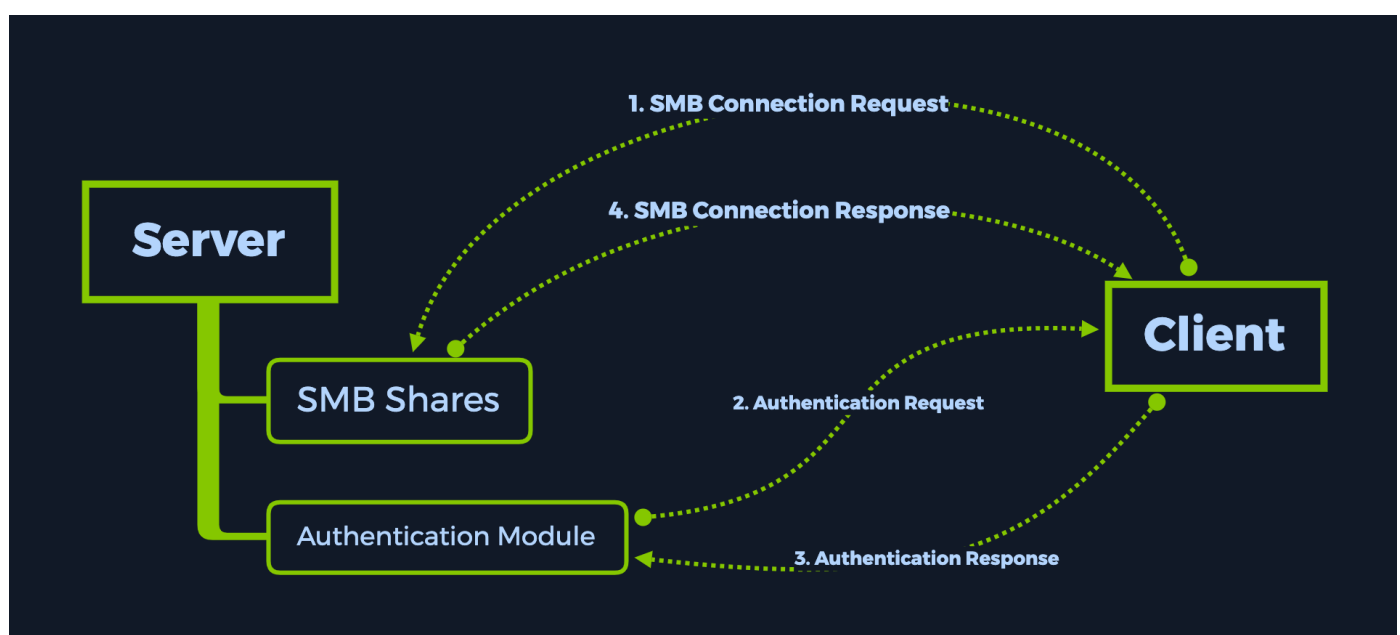 1. SMB Connection Request
4. SMB Connection Response
Server
Client
SMB Shares
2. Authentication Request
Authentication Module
3. Authentication Response